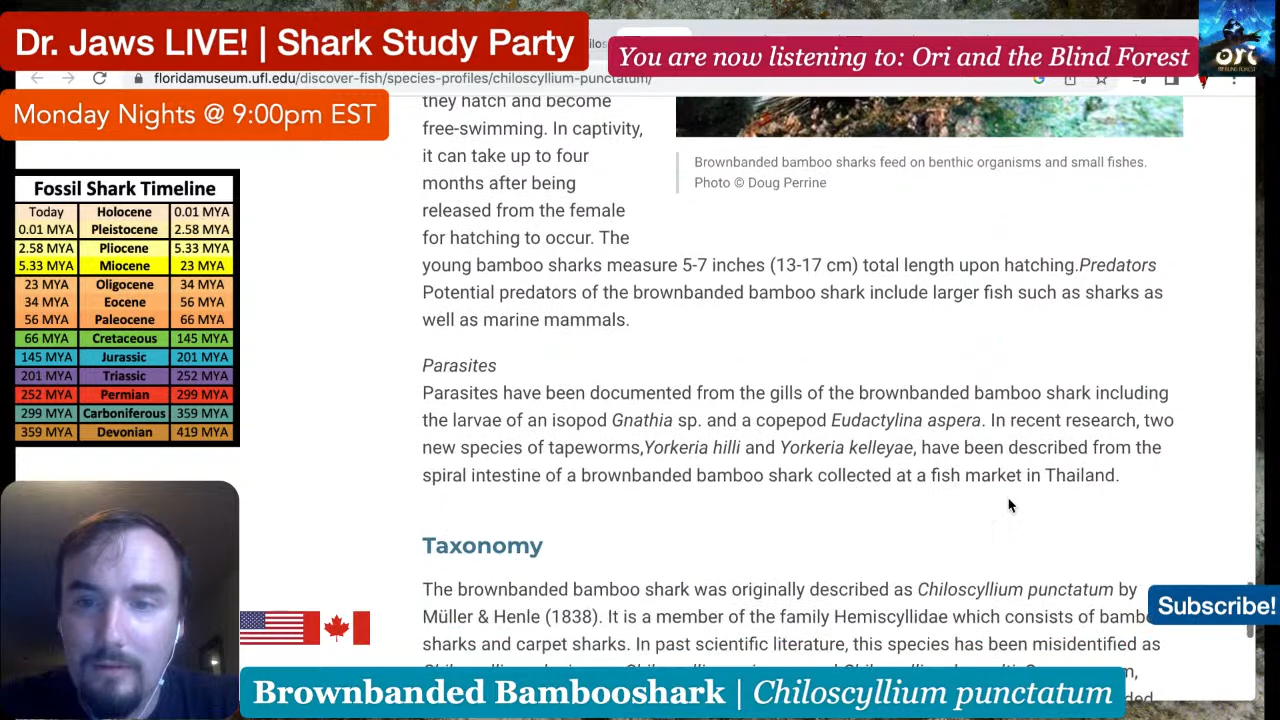 Dr. Jaws LIVE! | Shark Study Party
You are now listening to: Ori and the Blind Forest
ori
floridamuseum.ufl.edu/discover-fish/species-profiles/chiloscyllium-punctatum/
Monday Nights @ 9:00pm EST
Fossil Shark Timeline
Today Holocene 0.01 MYA
0.01 MYA Pleistocene 2.58 MYA
2.58 MYA Pliocene 5.33 MYA
5.33 MYA Miocene 23 MYA
23 MYA Oligocene 34 MYA
34 MYA Eocene 56 MYA
56 MYA Paleocene 66 MYA
66 MYA Cretaceous 145 MYA
145 MYA Jurassic 201 MYA
201 MYA Triassic 252 MYA
252 MYA Permian 299 MYA
299 MYA Carboniferous 359 MYA
359 MYA Devonian 419 MYA
they hatch and become
free-swimming. In captivity,
it can take up to four
months after being
released from the female
for hatching to occur. The
young bamboo sharks measure 5-7 inches (13-17 cm) total length upon hatching.Predators
Potential predators of the brownbanded bamboo shark include larger fish such as sharks as
well as marine mammals.
Brownbanded bamboo sharks feed on benthic organisms and small fishes.
Photo © Doug Perrine
Parasites
Parasites have been documented from the gills of the brownbanded bamboo shark including
the larvae of an isopod Gnathia sp. and a copepod Eudactylina aspera. In recent research, two
new species of tapeworms,Yorkeria hilli and Yorkeria kelleyae, have been described from the
spiral intestine of a brownbanded bamboo shark collected at a fish market in Thailand.
Taxonomy
The brownbanded bamboo shark was originally described as Chiloscyllium punctatum by
Müller & Henle (1838). It is a member of the family Hemiscyllidae which consists of bamb
sharks and carpet sharks. In past scientific literature, this species has been misidentified as
Subscribe!
Brownbanded Bambooshark | Chiloscyllium punctatum